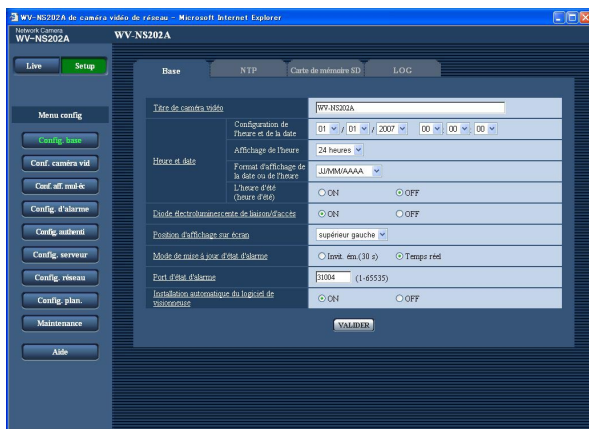 WV-NS202A de caméra vidéo de réseau - Microsoft Internet Explorer
Network Camera
WV-NS202A
WV-NS202A
Live
Setup
Menu config
Config. base
Conf. caméra vid
Conf. aff. mul-éc
Config. d'alarme
Config. authenti
Config. serveur
Config. réseau
Config. plan.
Maintenance
Aide
Base
NTP
Carte de mémoire SD
LOG
Titre de caméra vidéo
WV-NS202A
Heure et date
Configuration de
l'heure et de la date
01 / 01 / 2007 00 : 00 : 00
Affichage de l'heure
24 heures
Format d'affichage de
la date ou de l'heure
JJ/MM/AAAA
L'heure d'été
(heure d'été)
ON
OFF
Diode électroluminescente de liaison/d'accès
ON
OFF
Position d'affichage sur écran
supérieur gauche
Mode de mise à jour d'état d'alarme
Invit. ém.(30 s)
Temps réel
Port d'état d'alarme
31004 (1-65535)
Installation automatique du logiciel de
visionneuse
ON
OFF
VALIDER